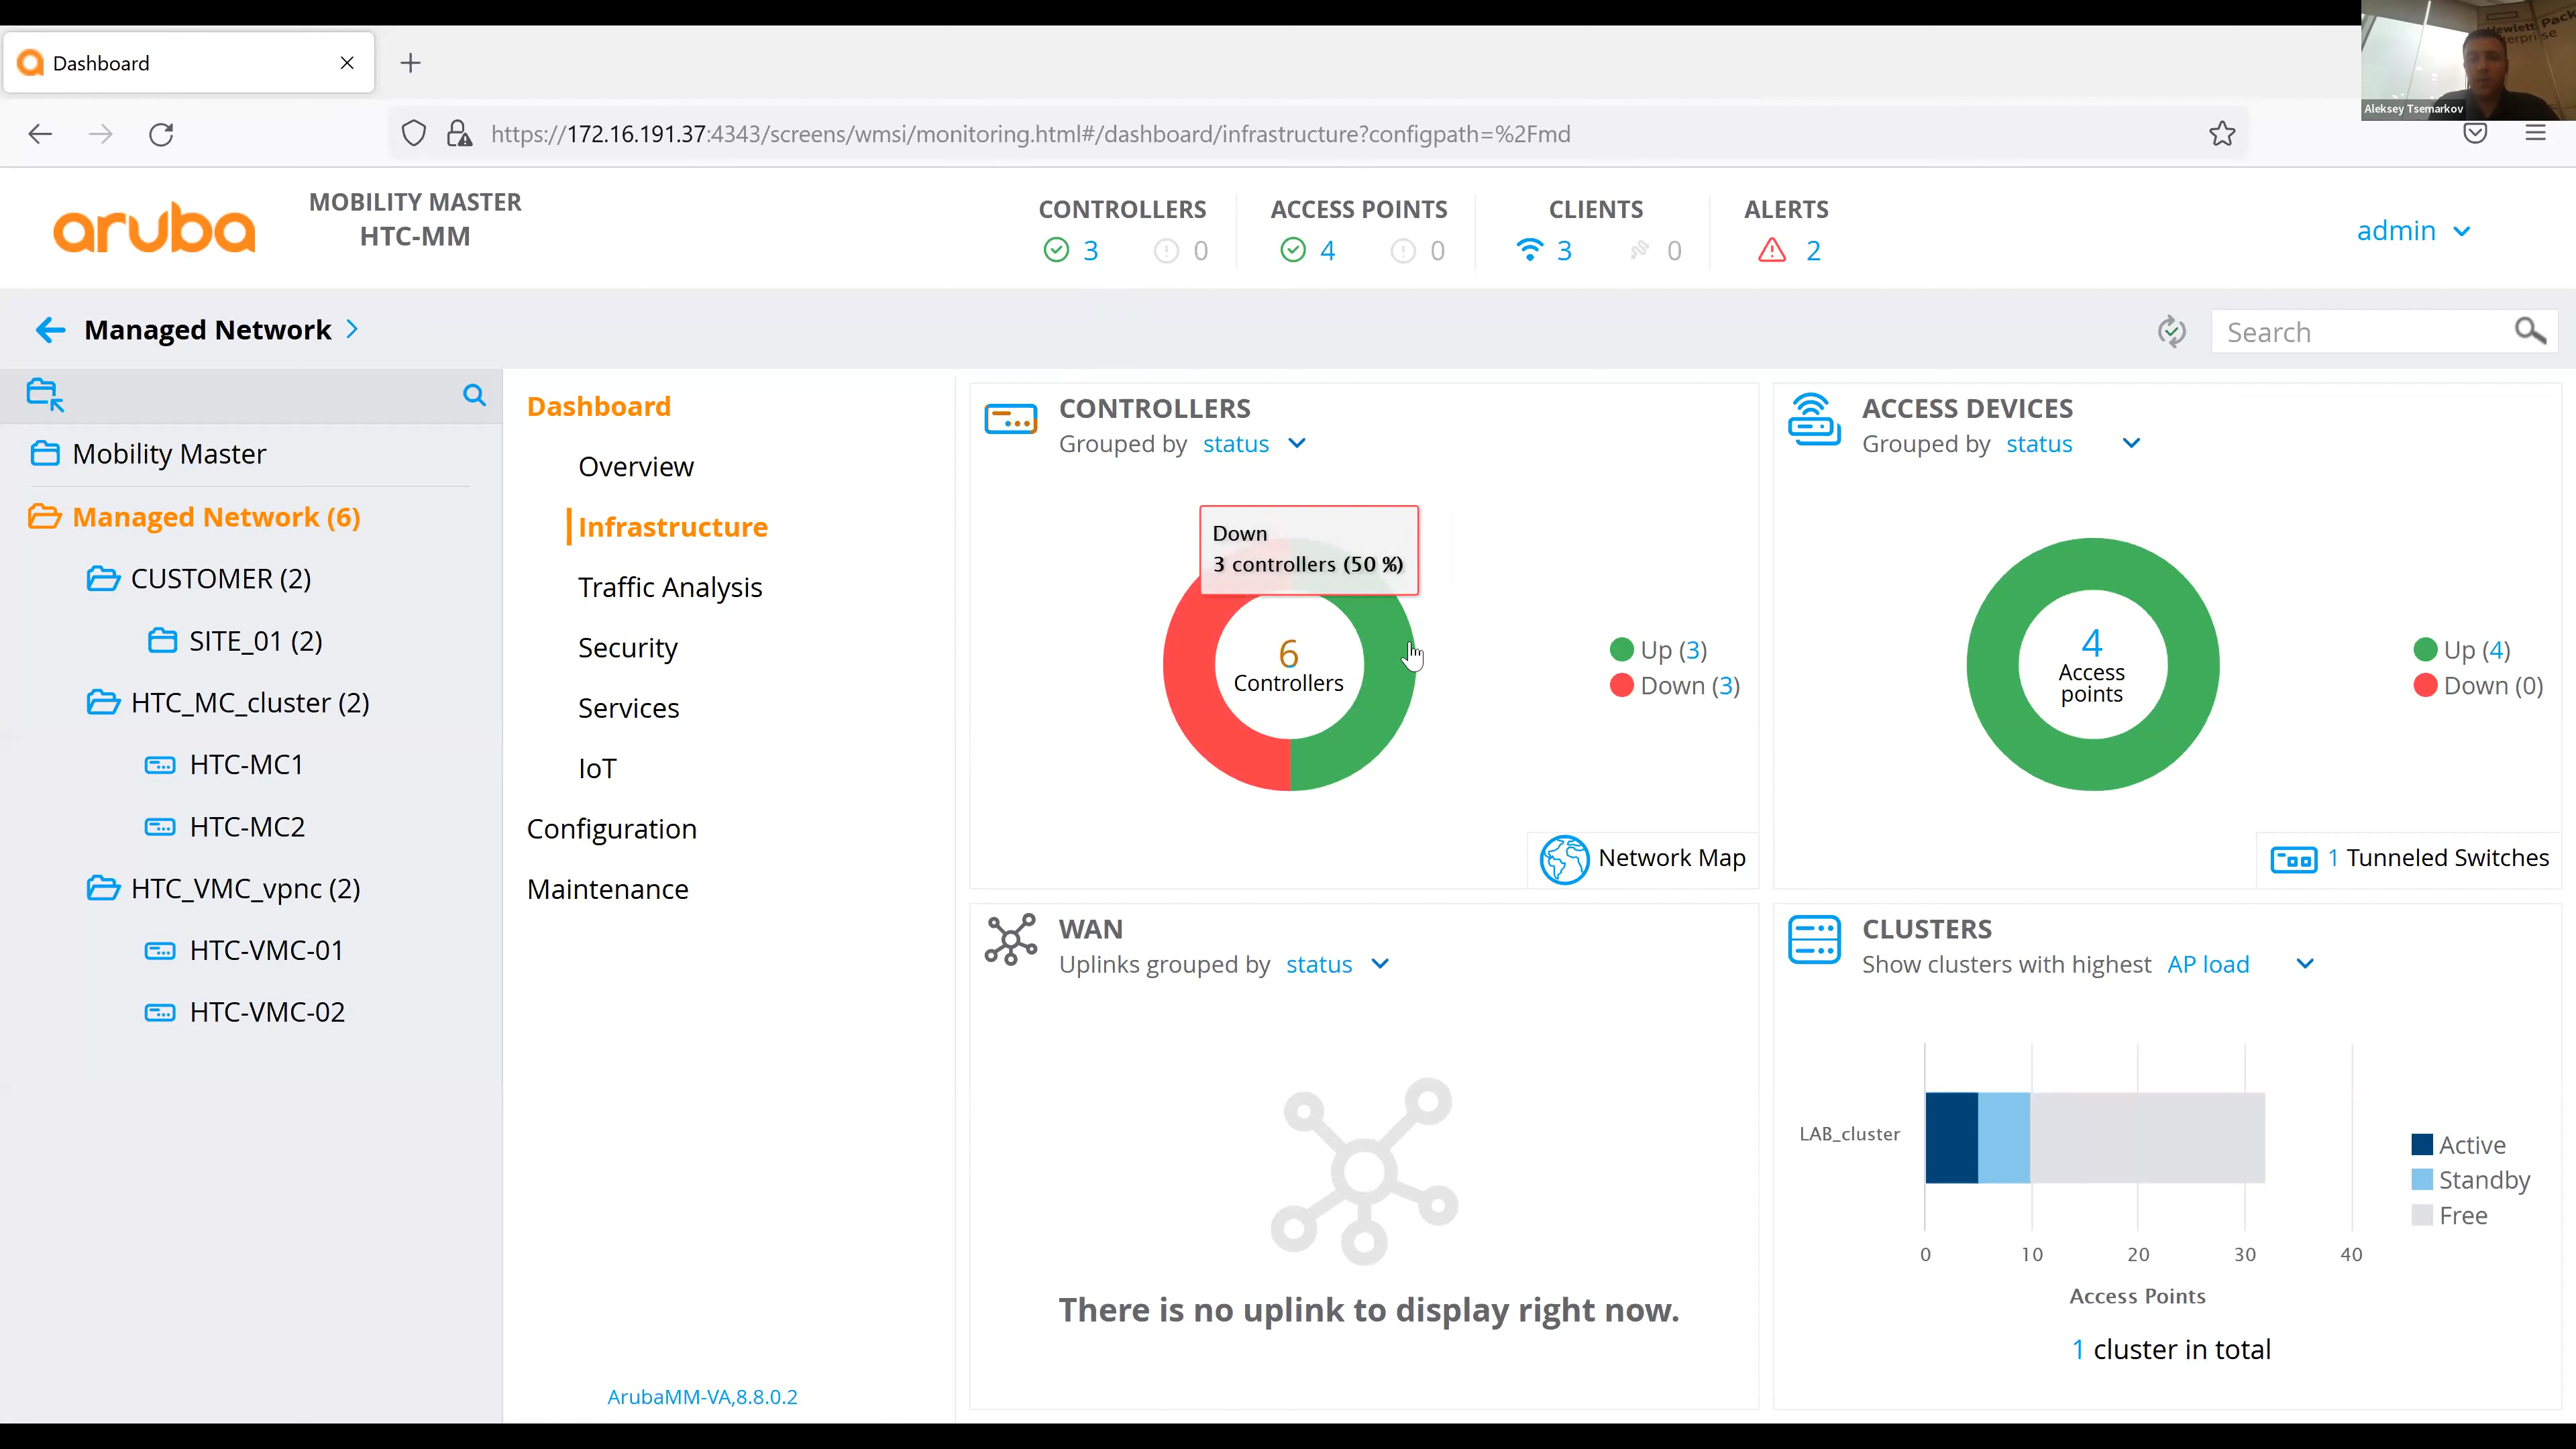 Dashboard
https://172.16.191.37:4343/screens/wmsi/monitoring.html#/dashboard/infrastructure?configpath=%2Fmd
Hewlett Pack
Aleksey Tsemarkov
aruba
MOBILITY MASTER
HTC-MM
CONTROLLERS
3 0
ACCESS POINTS
4 0
CLIENTS
3 0
ALERTS
2
admin
Managed Network
Search
Mobility Master
Managed Network (6)
CUSTOMER (2)
SITE_01 (2)
HTC_MC_cluster (2)
HTC-MC1
HTC-MC2
HTC_VMC_vpnc (2)
HTC-VMC-01
HTC-VMC-02
Dashboard
Overview
Infrastructure
Traffic Analysis
Security
Services
IoT
Configuration
Maintenance
ArubaMM-VA,8.8.0.2
CONTROLLERS
Grouped by status
Down
3 controllers (50 %)
6
Controllers
Up (3)
Down (3)
Network Map
ACCESS DEVICES
Grouped by status
4
Access
points
Up (4)
Down (0)
1 Tunneled Switches
WAN
Uplinks grouped by status
There is no uplink to display right now.
CLUSTERS
Show clusters with highest AP load
LAB_cluster
Active
Standby
Free
0 10 20 30 40
Access Points
1 cluster in total